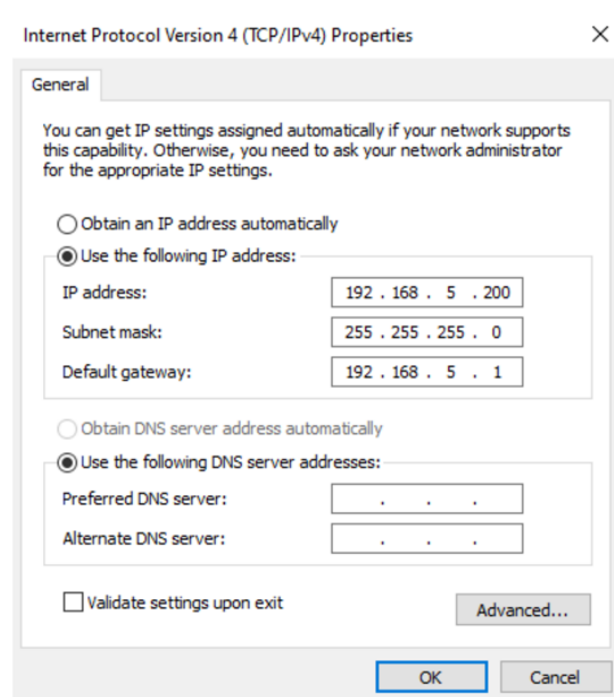 Internet Protocol Version 4 (TCP/IPv4) Properties
General
You can get IP settings assigned automatically if your network supports
this capability. Otherwise, you need to ask your network administrator
for the appropriate IP settings.
Obtain an IP address automatically
Use the following IP address:
IP address: 192 . 168 . 5 . 200
Subnet mask: 255 . 255 . 255 . 0
Default gateway: 192 . 168 . 5 . 1
Obtain DNS server address automatically
Use the following DNS server addresses:
Preferred DNS server: . . .
Alternate DNS server: . . .
Validate settings upon exit
Advanced...
OK Cancel